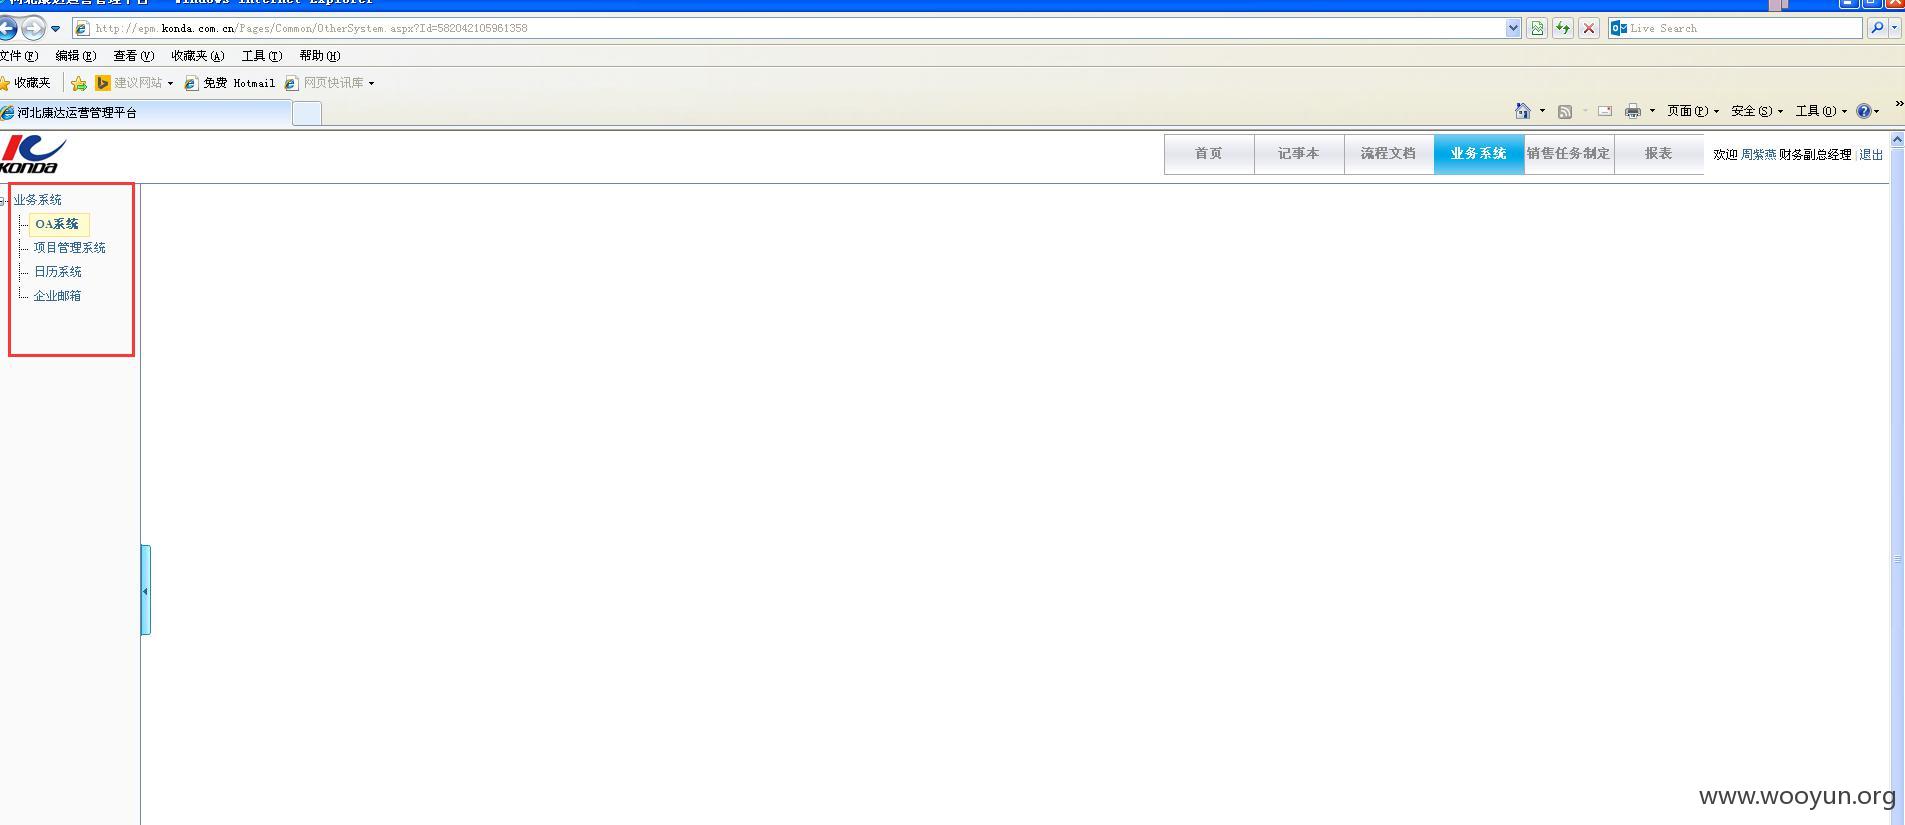 河北康达运营管理平台 - Windows Internet Explorer
http://epm.konda.com.cn/Pages/Common/OtherSystem.aspx?Id=582042105961358
Live Search
文件(F) 编辑(E) 查看(V) 收藏夹(A) 工具(T) 帮助(H)
收藏夹 建议网站 免费 Hotmail 网页快讯库
河北康达运营管理平台
页面(P) 安全(S) 工具(O)
KONDA
首页 记事本 流程文档 业务系统 销售任务制定 报表
欢迎 周紫燕 财务副总经理 | 退出
业务系统
OA系统
项目管理系统
日历系统
企业邮箱
www.wooyun.org